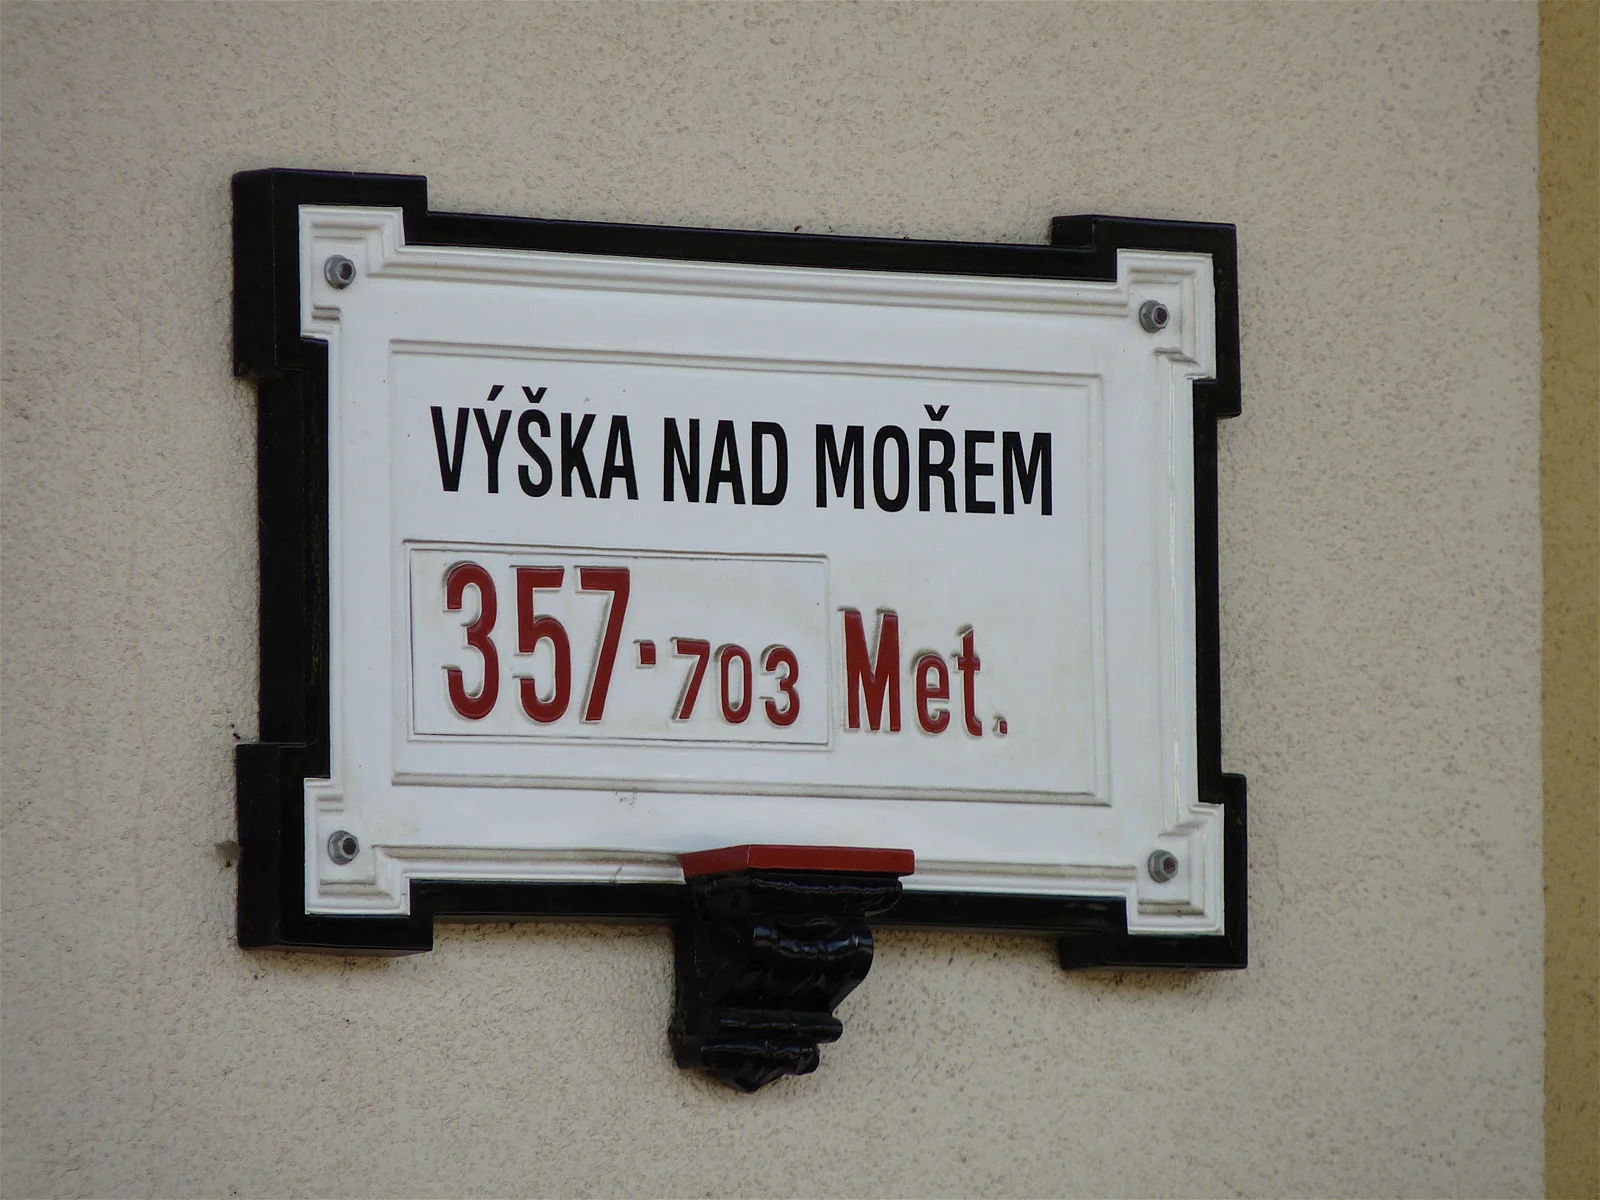 VÝŠKA NAD MOŘEM
357·703 Met.